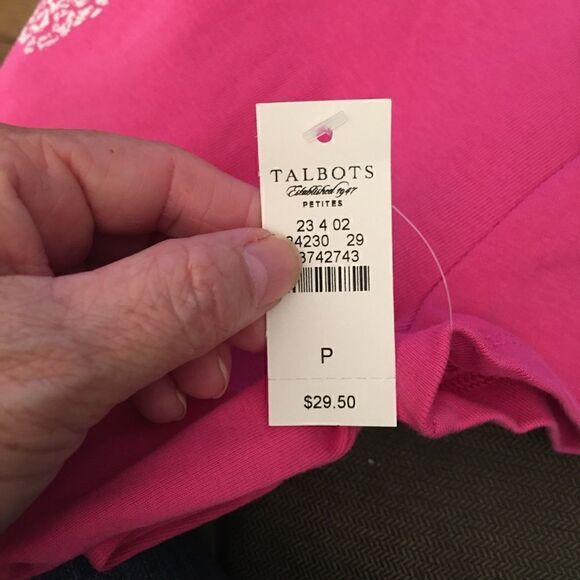 TALBOTS
Established 1947
PETITES
23 4 02
4230 29
3742743
P
$29.50